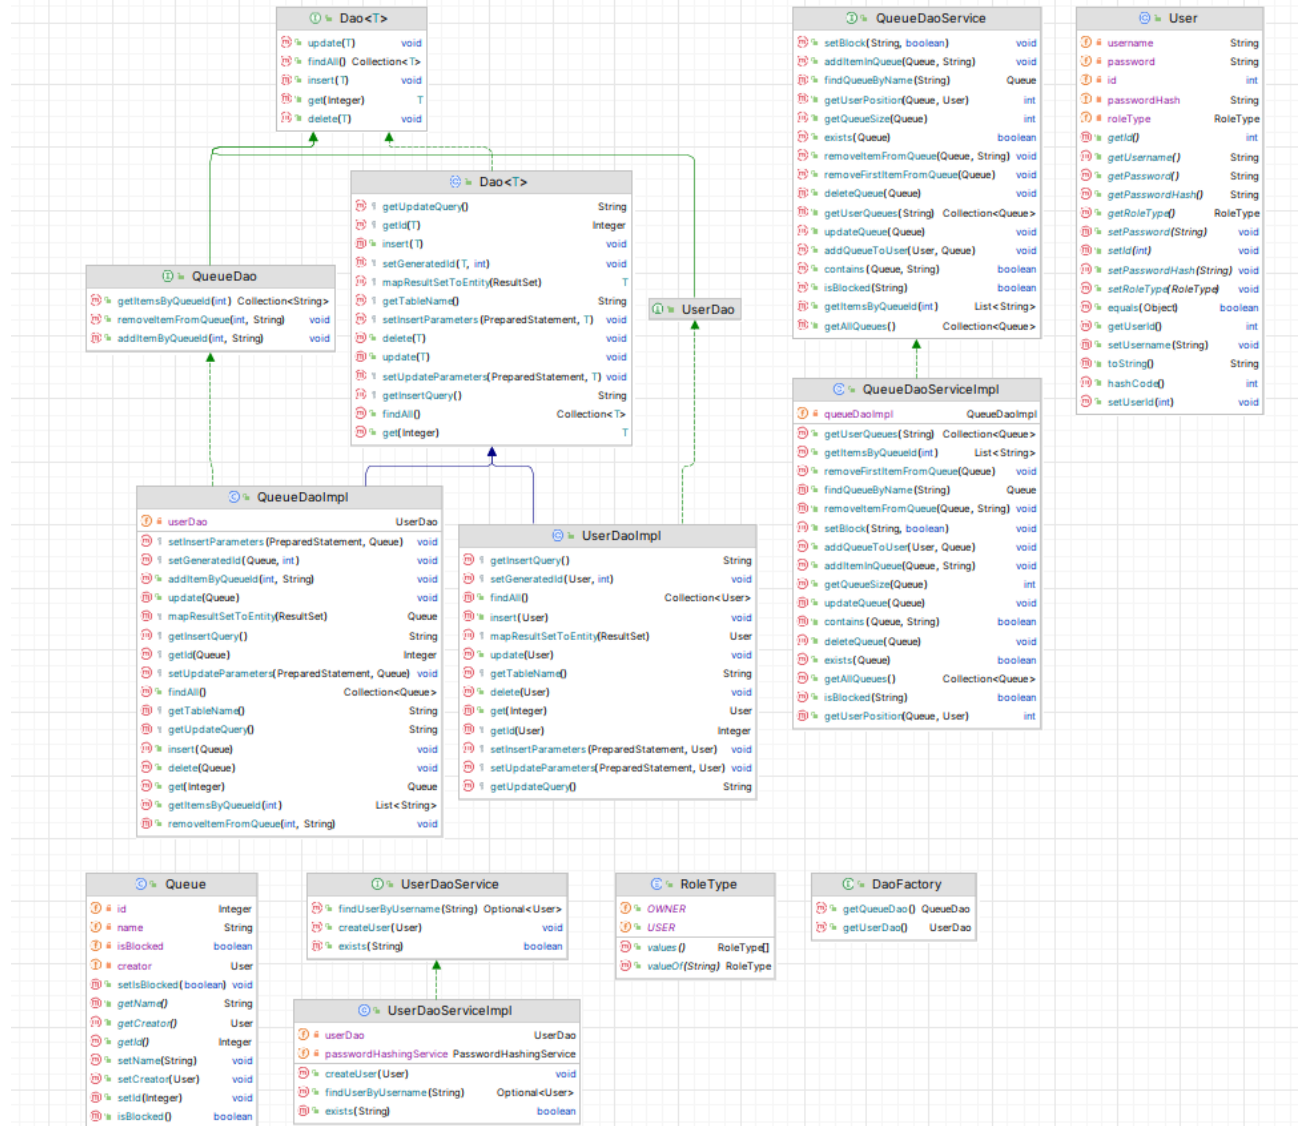 Dao<T>
update(T) void
findAll() Collection<T>
insert(T) void
get(Integer) T
delete(T) void
QueueDaoService
setBlock(String, boolean) void
addItemInQueue(Queue, String) void
findQueueByName(String) Queue
getUserPosition(Queue, User) int
getQueueSize(Queue) int
exists(Queue) boolean
removeItemFromQueue(Queue, String) void
removeFirstItemFromQueue(Queue) void
deleteQueue(Queue) void
getUserQueues(String) Collection<Queue>
updateQueue(Queue) void
addQueueToUser(User, Queue) void
contains(Queue, String) boolean
isBlocked(String) boolean
getItemsByQueueId(int) List<String>
getAllQueues() Collection<Queue>
User
username String
password String
id int
passwordHash String
roleType RoleType
getId() int
getUsername() String
getPassword() String
getPasswordHash() String
getRoleType() RoleType
setPassword(String) void
setId(int) void
setPasswordHash(String) void
setRoleType(RoleType) void
equals(Object) boolean
getUserId() int
setUsername(String) void
toString() String
hashCode() int
setUserId(int) void
Dao<T>
getUpdateQuery() String
getId(T) Integer
insert(T) void
setGeneratedId(T, int) void
mapResultSetToEntity(ResultSet) T
getTableName() String
setInsertParameters(PreparedStatement, T) void
delete(T) void
update(T) void
setUpdateParameters(PreparedStatement, T) void
getInsertQuery() String
findAll() Collection<T>
get(Integer) T
QueueDao
getItemsByQueueId(int) Collection<String>
removeItemFromQueue(int, String) void
addItemByQueueId(int, String) void
UserDao
QueueDaoServiceImpl
queueDaoImpl QueueDaoImpl
getUserQueues(String) Collection<Queue>
getItemsByQueueId(int) List<String>
removeFirstItemFromQueue(Queue) void
findQueueByName(String) Queue
removeItemFromQueue(Queue, String) void
setBlock(String, boolean) void
addQueueToUser(User, Queue) void
addItemInQueue(Queue, String) void
getQueueSize(Queue) int
updateQueue(Queue) void
contains(Queue, String) boolean
deleteQueue(Queue) void
exists(Queue) boolean
getAllQueues() Collection<Queue>
isBlocked(String) boolean
getUserPosition(Queue, User) int
QueueDaoImpl
userDao UserDao
setInsertParameters(PreparedStatement, Queue) void
setGeneratedId(Queue, int) void
addItemByQueueId(int, String) void
update(Queue) void
mapResultSetToEntity(ResultSet) Queue
getInsertQuery() String
getId(Queue) Integer
setUpdateParameters(PreparedStatement, Queue) void
findAll() Collection<Queue>
getTableName() String
getUpdateQuery() String
insert(Queue) void
delete(Queue) void
get(Integer) Queue
getItemsByQueueId(int) List<String>
removeItemFromQueue(int, String) void
UserDaoImpl
getInsertQuery() String
setGeneratedId(User, int) void
findAll() Collection<User>
insert(User) void
mapResultSetToEntity(ResultSet) User
update(User) void
getTableName() String
delete(User) void
get(Integer) User
getId(User) Integer
setInsertParameters(PreparedStatement, User) void
setUpdateParameters(PreparedStatement, User) void
getUpdateQuery() String
Queue
id Integer
name String
isBlocked boolean
creator User
setIsBlocked(boolean) void
getName() String
getCreator() User
getId() Integer
setName(String) void
setCreator(User) void
setId(Integer) void
isBlocked() boolean
UserDaoService
findUserByUsername(String) Optional<User>
createUser(User) void
exists(String) boolean
UserDaoServiceImpl
userDao UserDao
passwordHashingService PasswordHashingService
createUser(User) void
findUserByUsername(String) Optional<User>
exists(String) boolean
RoleType
OWNER
USER
values() RoleType[]
valueOf(String) RoleType
DaoFactory
getQueueDao() QueueDao
getUserDao() UserDao